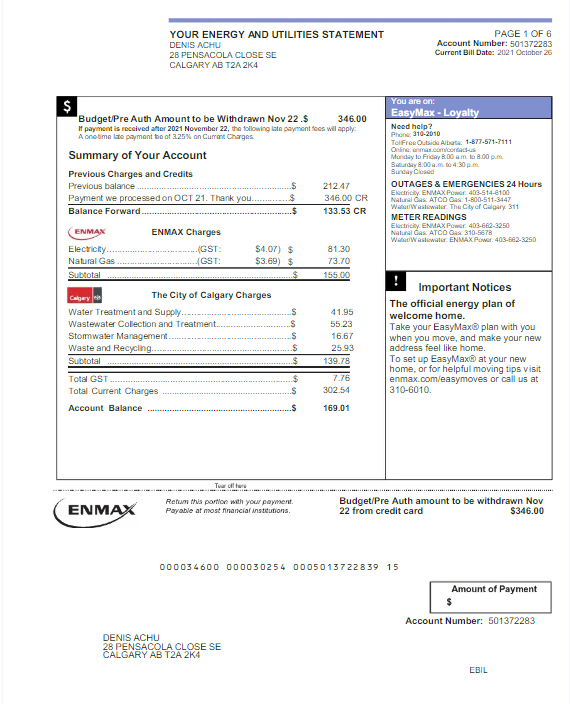 YOUR ENERGY AND UTILITIES STATEMENT
DENIS ACHU
28 PENSACOLA CLOSE SE
CALGARY AB T2A 2K4
PAGE 1 OF 6
Account Number: 501372283
Current Bill Date: 2021 October 26
$
Budget/Pre Auth Amount to be Withdrawn Nov 22 .$ 346.00
If payment is received after 2021 November 22, the following late payment fees will apply:
A one time late payment fee of 3.25% on Current Charges.
Summary of Your Account
Previous Charges and Credits
Previous balance $ 212.47
Payment we processed on OCT 21. Thank you. $ 346.00 CR
Balance Forward $ 133.53 CR
ENMAX
ENMAX Charges
Electricity (GST: $4.07) $ 81.30
Natural Gas (GST: $3.69) $ 73.70
Subtotal $ 155.00
Calgary
The City of Calgary Charges
Water Treatment and Supply $ 41.95
Wastewater Collection and Treatment $ 55.23
Stormwater Management $ 16.67
Waste and Recycling $ 25.93
Subtotal $ 139.78
Total GST $ 7.76
Total Current Charges $ 302.54
Account Balance $ 169.01
You are on:
EasyMax - Loyalty
Need help?
Phone: 310-2010
TollFree Outside Alberta: 1-877-571-7111
Online: enmax.com/contact-us
Monday to Friday 8:00 a.m. to 8:00 p.m.
Saturday 8:00 a.m. to 4:30 p.m.
Sunday Closed
OUTAGES & EMERGENCIES 24 Hours
Electricity: ENMAX Power: 403-514-6100
Natural Gas: ATCO Gas: 1-800-511-3447
Water/Wastewater: The City of Calgary: 311
METER READINGS
Electricity: ENMAX Power: 403-662-3250
Natural Gas: ATCO Gas: 310-5678
Water/Wastewater: ENMAX Power: 403-662-3250
!
Important Notices
The official energy plan of
welcome home.
Take your EasyMax® plan with you
when you move, and make your new
address feel like home.
To set up EasyMax® at your new
home, or for helpful moving tips visit
enmax.com/easymoves or call us at
310-6010.
Tear off here
ENMAX
Return this portion with your payment.
Payable at most financial institutions.
Budget/Pre Auth amount to be withdrawn Nov
22 from credit card $346.00
000034600 000030254 0005013722839 15
Amount of Payment
$
Account Number: 501372283
DENIS ACHU
28 PENSACOLA CLOSE SE
CALGARY AB T2A 2K4
EBIL